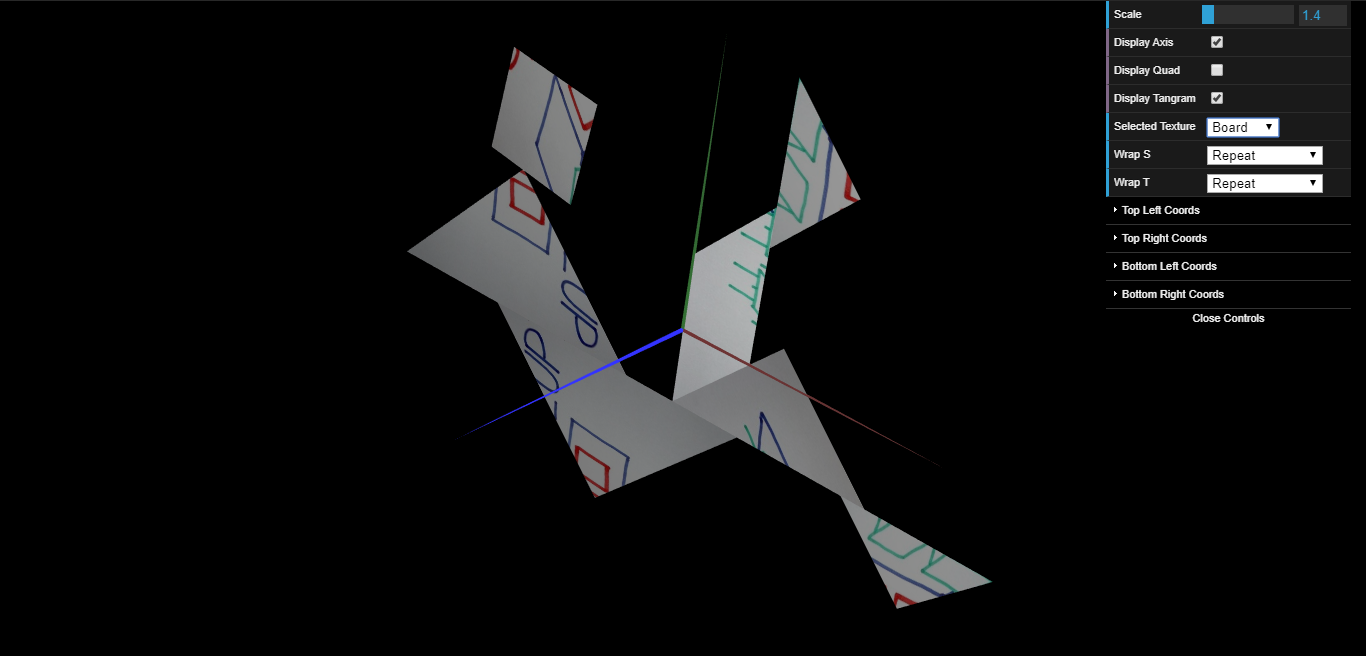 Scale 1.4
Display Axis
Display Quad
Display Tangram
Selected Texture Board
Wrap S Repeat
Wrap T Repeat
Top Left Coords
Top Right Coords
Bottom Left Coords
Bottom Right Coords
Close Controls